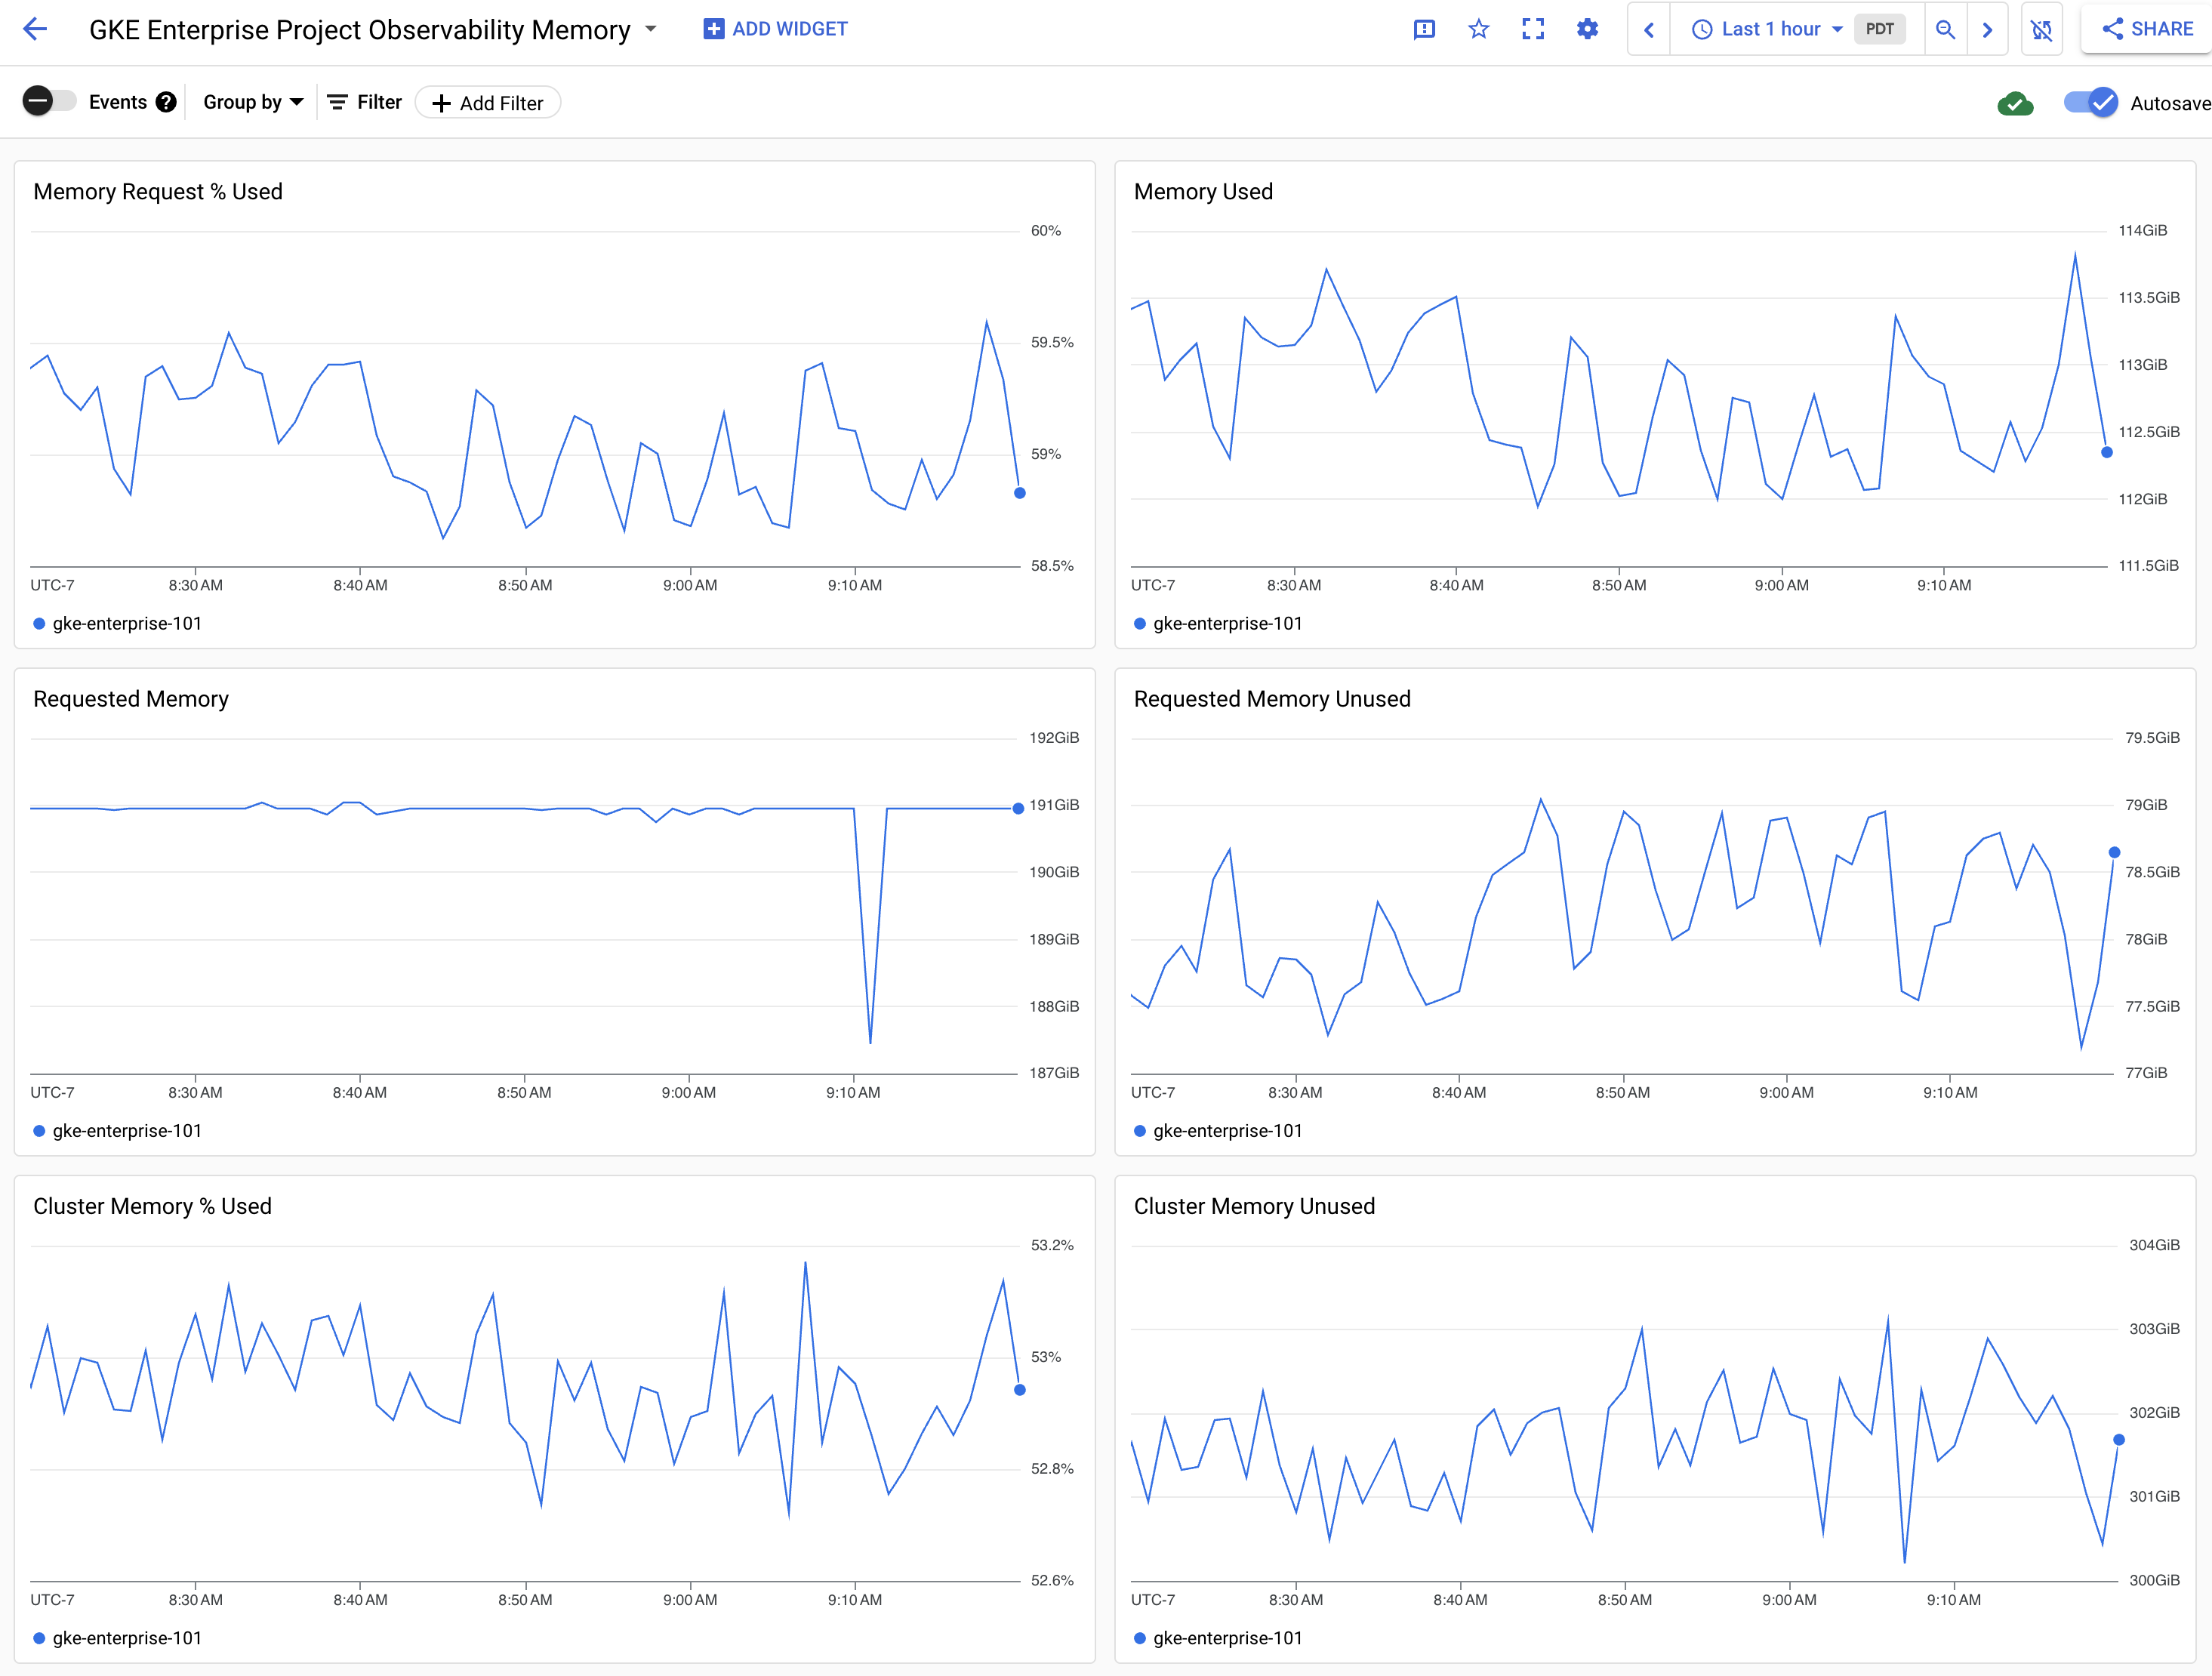 GKE Enterprise Project Observability Memory
ADD WIDGET
Last 1 hour
PDT
SHARE
Events
Group by
Filter
Add Filter
Autosave
Memory Request % Used
60%
59.5%
59%
58.5%
UTC-7
8:30 AM
8:40 AM
8:50 AM
9:00 AM
9:10 AM
gke-enterprise-101
Memory Used
114GiB
113.5GiB
113GiB
112.5GiB
112GiB
111.5GiB
UTC-7
8:30 AM
8:40 AM
8:50 AM
9:00 AM
9:10 AM
gke-enterprise-101
Requested Memory
192GiB
191GiB
190GiB
189GiB
188GiB
187GiB
UTC-7
8:30 AM
8:40 AM
8:50 AM
9:00 AM
9:10 AM
gke-enterprise-101
Requested Memory Unused
79.5GiB
79GiB
78.5GiB
78GiB
77.5GiB
77GiB
UTC-7
8:30 AM
8:40 AM
8:50 AM
9:00 AM
9:10 AM
gke-enterprise-101
Cluster Memory % Used
53.2%
53%
52.8%
52.6%
UTC-7
8:30 AM
8:40 AM
8:50 AM
9:00 AM
9:10 AM
gke-enterprise-101
Cluster Memory Unused
304GiB
303GiB
302GiB
301GiB
300GiB
UTC-7
8:30 AM
8:40 AM
8:50 AM
9:00 AM
9:10 AM
gke-enterprise-101